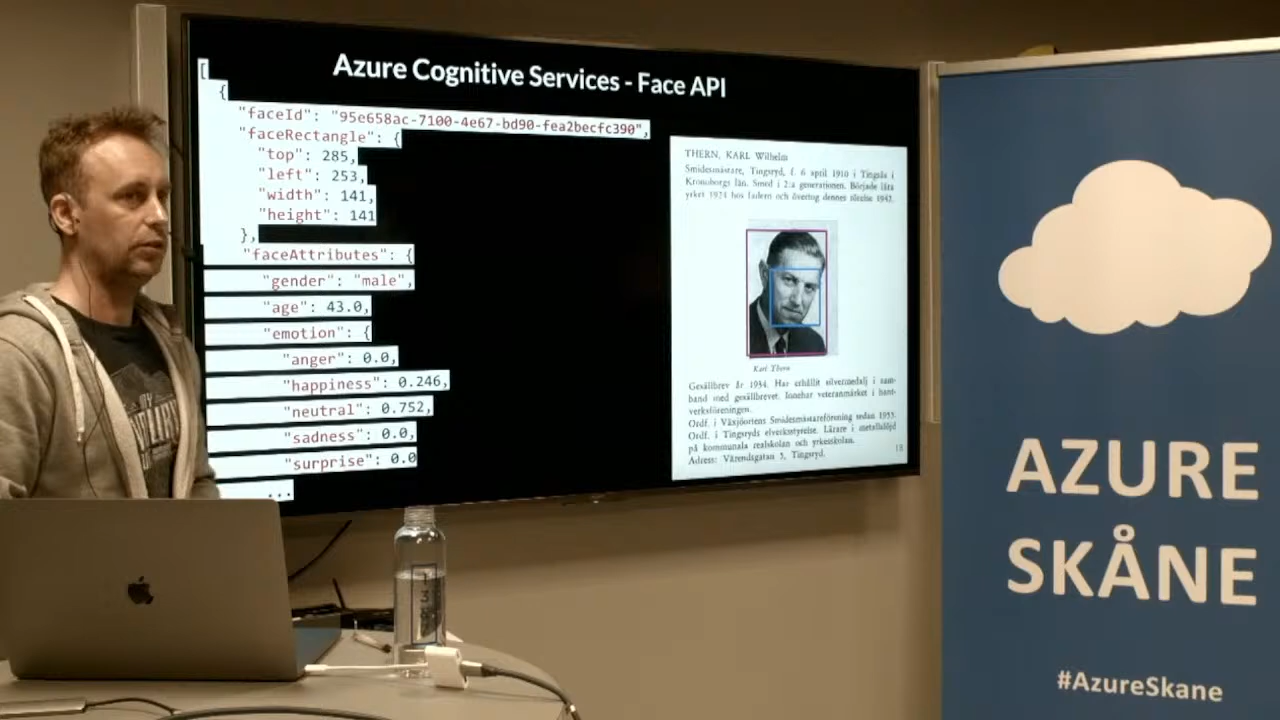 Azure Cognitive Services - Face API
[
{
"faceId": "95e658ac-7100-4e67-bd90-fea2becfc390",
"faceRectangle": {
"top": 285,
"left": 253,
"width": 141,
"height": 141
},
"faceAttributes": {
"gender": "male",
"age": 43.0,
"emotion": {
"anger": 0.0,
"happiness": 0.246,
"neutral": 0.752,
"sadness": 0.0,
"surprise": 0.0
...
THERN, KARL Wilhelm
Smidesmästare, Tingsryd, f. 6 april 1910 i Tingsås i
Kronobergs län. Smed i 2:a generationen. Började lära
yrket 1924 hos fadern och övertog dennes rörelse 1942.
Karl Thern
Gesällbrev år 1934. Har erhållit silvermedalj i sam-
band med gesällbrevet. Innehar veteranmärket i hant-
verksföreningen.
Ordf. i Växjöortens Smidesmästareförening sedan 1953.
Ordf. i Tingsryds elverksstyrelse. Lärare i metallslöjd
på kommunala realskolan och yrkesskolan.
Adress: Värendsgatan 5, Tingsryd.
18
AZURE
SKÅNE
#AzureSkane